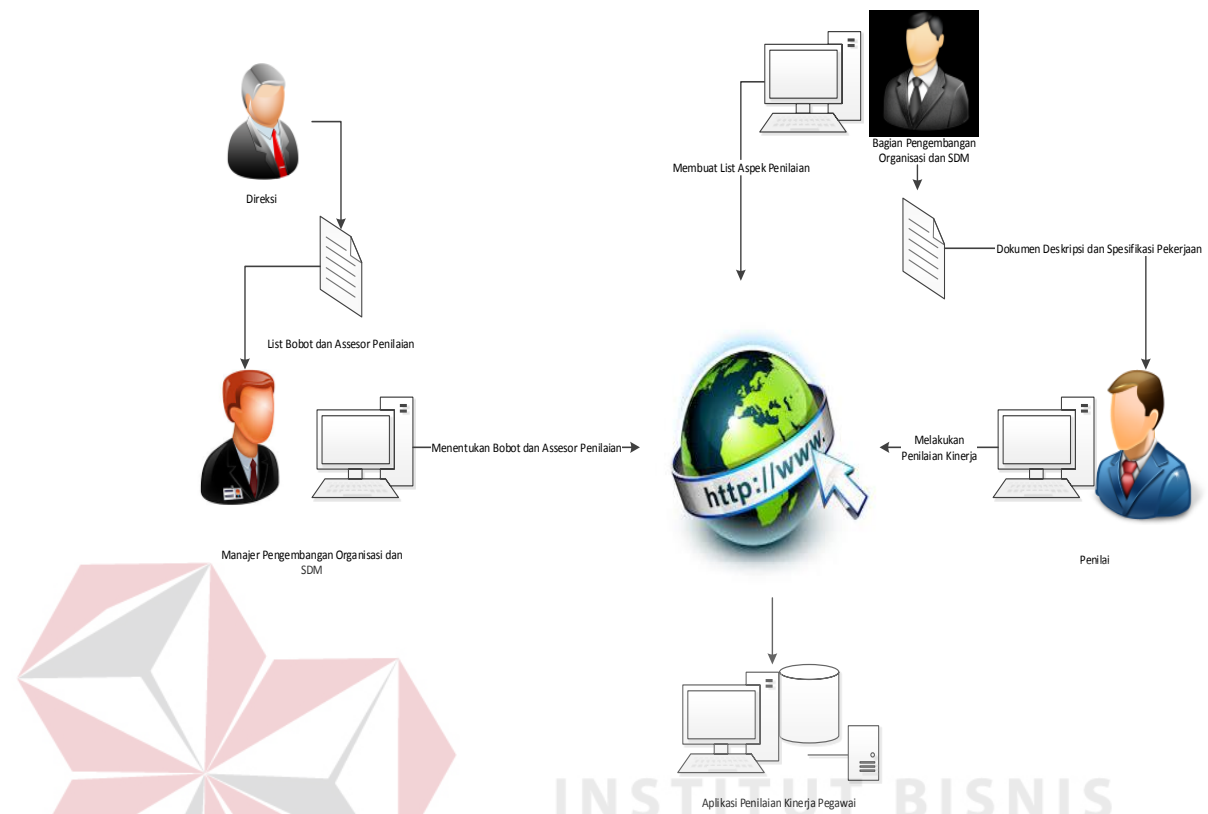 Bagian Pengembangan
Organisasi dan SDM
Membuat List Aspek Penilaian
Direksi
Dokumen Deskripsi dan Spesifikasi Pekerjaan
List Bobot dan Assesor Penilaian
Menentukan Bobot dan Assesor Penilaian
http://www.
Melakukan
Penilaian Kinerja
Manajer Pengembangan Organisasi dan
SDM
Penilai
Aplikasi Penilaian Kinerja Pegawai
INSTITUT BISNIS